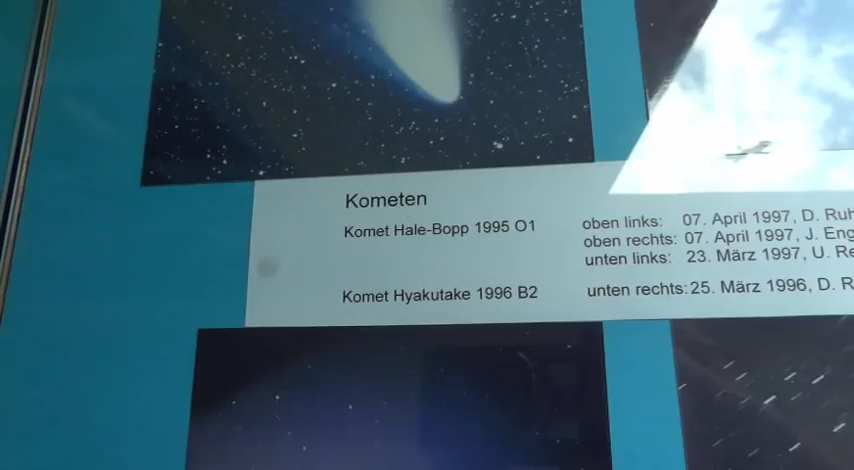 Kometen
Komet Hale-Bopp 1995 O1 oben links: 07. April 1997, D.
oben rechts: 07. April 1997, J.
unten links: 23. März 1997, U.
Komet Hyakutake 1996 B2 unten rechts: 25. März 1996, D.